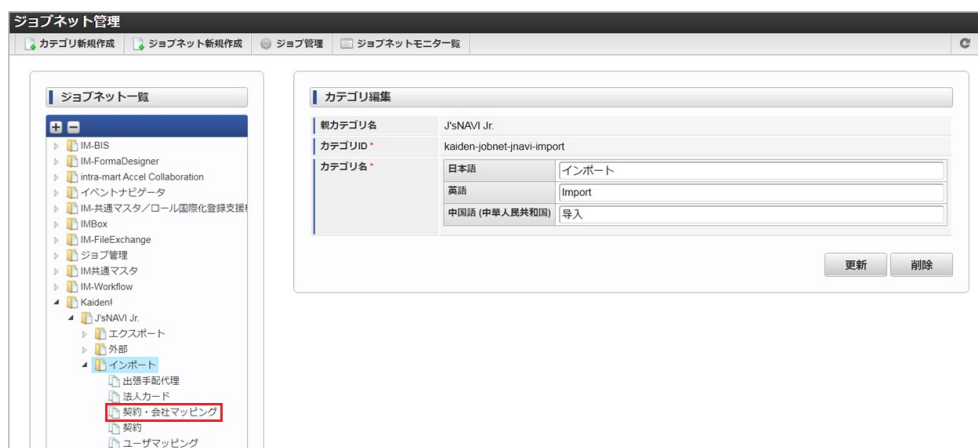 ジョブネット管理
カテゴリ新規作成 ジョブネット新規作成 ジョブ管理 ジョブネットモニター覧
ジョブネット一覧
IM-BIS
IM-FormaDesigner
intra-mart Accel Collaboration
イベントナビゲータ
IM-共通マスタ/ロール国際化登録支援
IMBox
IM-FileExchange
ジョブ管理
IM共通マスタ
IM-Workflow
Kaiden!
J'sNAVI Jr.
エクスポート
外部
インポート
出張手配代理
法人カード
契約・会社マッピング
契約
ユーザマッピング
カテゴリ編集
親カテゴリ名 J'sNAVI Jr.
カテゴリID * kaiden-jobnet-jnavi-import
カテゴリ名 * 日本語 インポート
英語 Import
中国語 (中華人民共和国) 导入
更新 削除